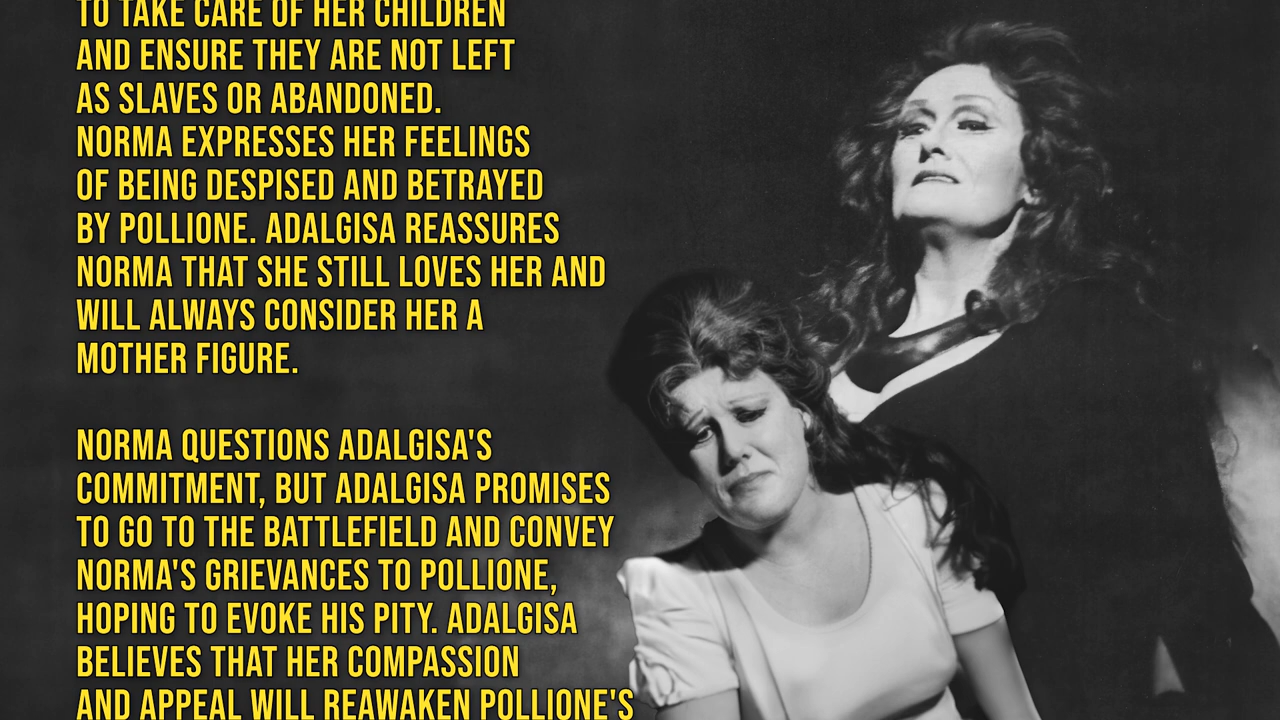 TO TAKE CARE OF HER CHILDREN
AND ENSURE THEY ARE NOT LEFT
AS SLAVES OR ABANDONED.
NORMA EXPRESSES HER FEELINGS
OF BEING DESPISED AND BETRAYED
BY POLLIONE. ADALGISA REASSURES
NORMA THAT SHE STILL LOVES HER AND
WILL ALWAYS CONSIDER HER A
MOTHER FIGURE.
NORMA QUESTIONS ADALGISA'S
COMMITMENT, BUT ADALGISA PROMISES
TO GO TO THE BATTLEFIELD AND CONVEY
NORMA'S GRIEVANCES TO POLLIONE,
HOPING TO EVOKE HIS PITY. ADALGISA
BELIEVES THAT HER COMPASSION
AND APPEAL WILL REAWAKEN POLLIONE'S